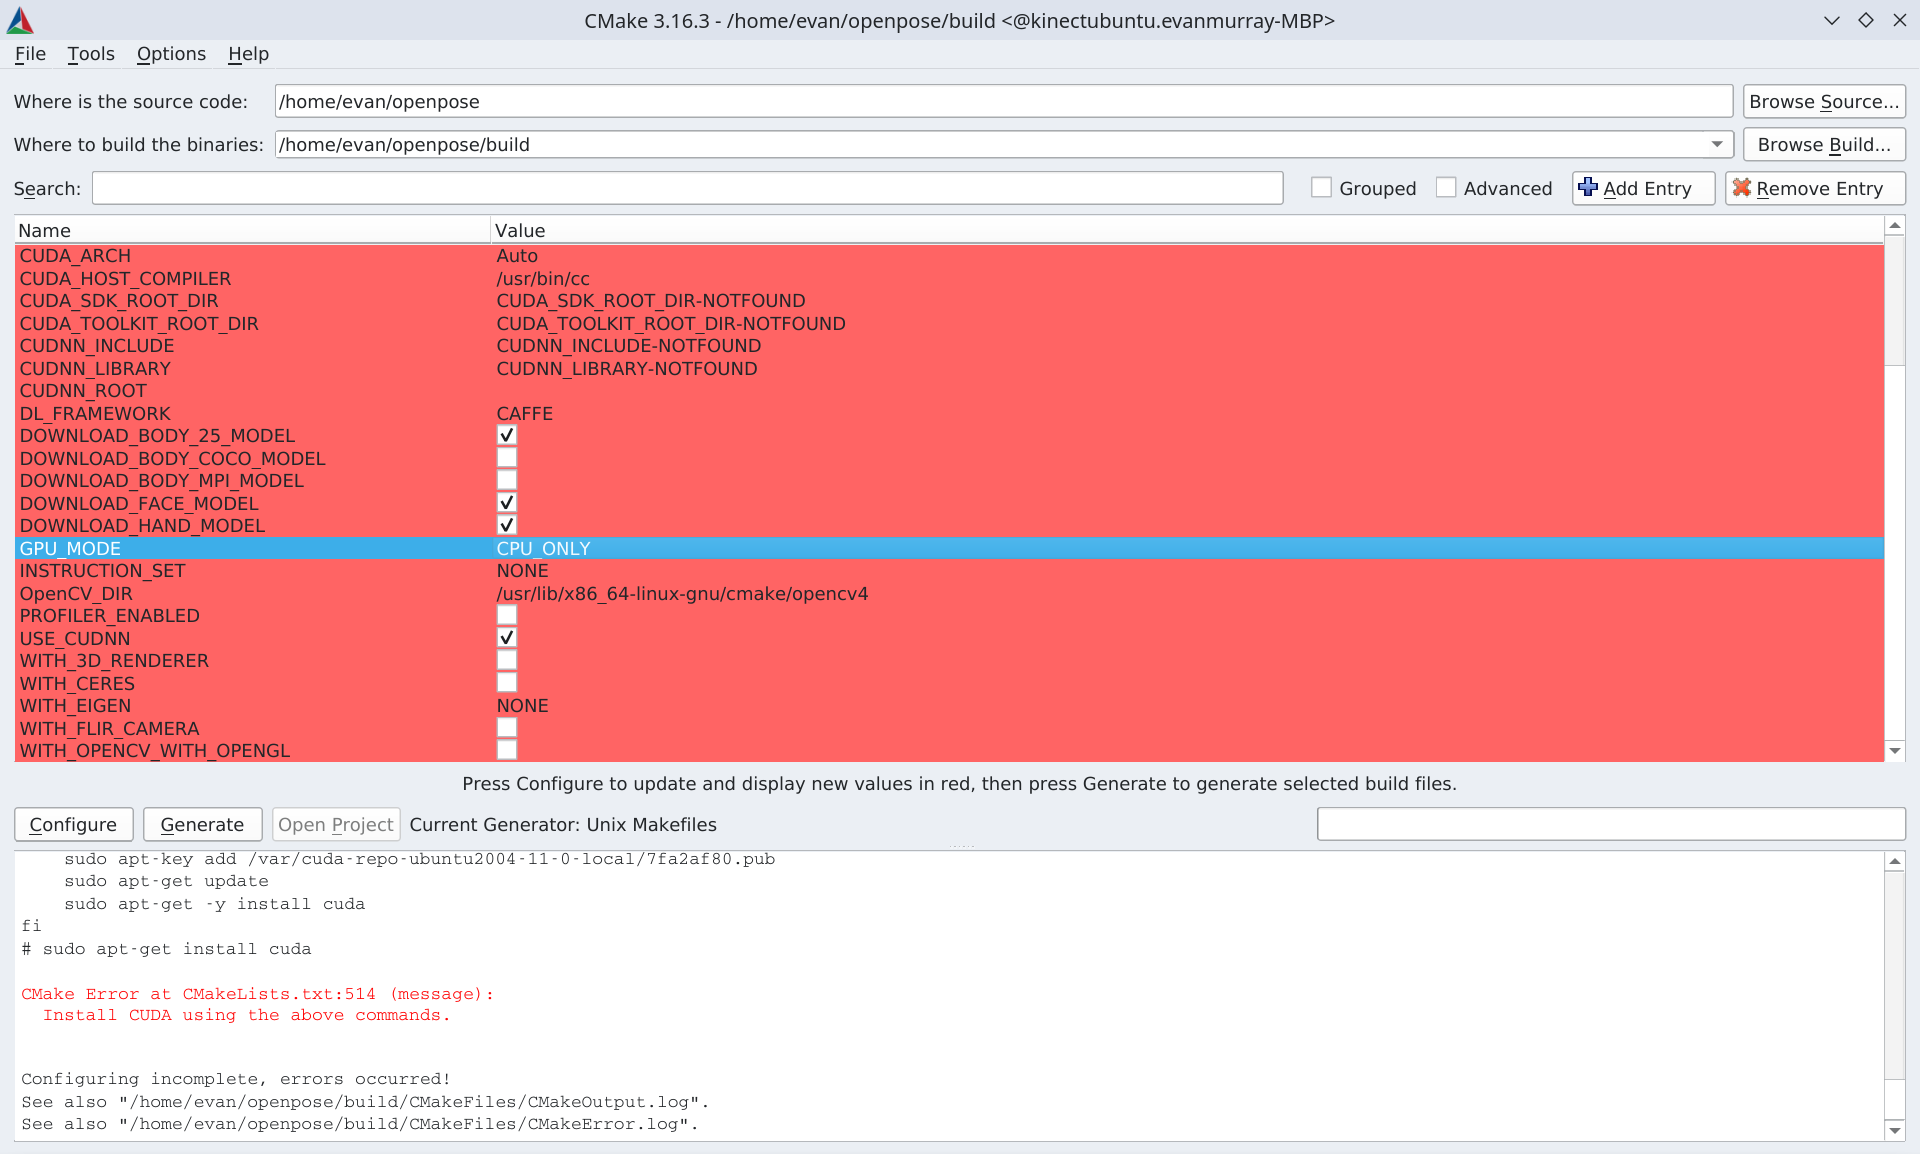 CMake 3.16.3 - /home/evan/openpose/build <@kinectubuntu.evanmurray-MBP>
File Tools Options Help
Where is the source code: /home/evan/openpose Browse Source...
Where to build the binaries: /home/evan/openpose/build Browse Build...
Search: Grouped Advanced Add Entry Remove Entry
Name Value
CUDA_ARCH Auto
CUDA_HOST_COMPILER /usr/bin/cc
CUDA_SDK_ROOT_DIR CUDA_SDK_ROOT_DIR-NOTFOUND
CUDA_TOOLKIT_ROOT_DIR CUDA_TOOLKIT_ROOT_DIR-NOTFOUND
CUDNN_INCLUDE CUDNN_INCLUDE-NOTFOUND
CUDNN_LIBRARY CUDNN_LIBRARY-NOTFOUND
CUDNN_ROOT
DL_FRAMEWORK CAFFE
DOWNLOAD_BODY_25_MODEL
DOWNLOAD_BODY_COCO_MODEL
DOWNLOAD_BODY_MPI_MODEL
DOWNLOAD_FACE_MODEL
DOWNLOAD_HAND_MODEL
GPU_MODE CPU_ONLY
INSTRUCTION_SET NONE
OpenCV_DIR /usr/lib/x86_64-linux-gnu/cmake/opencv4
PROFILER_ENABLED
USE_CUDNN
WITH_3D_RENDERER
WITH_CERES
WITH_EIGEN NONE
WITH_FLIR_CAMERA
WITH_OPENCV_WITH_OPENGL
Press Configure to update and display new values in red, then press Generate to generate selected build files.
Configure Generate Open Project Current Generator: Unix Makefiles
sudo apt-key add /var/cuda-repo-ubuntu2004-11-0-local/7fa2af80.pub
sudo apt-get update
sudo apt-get -y install cuda
fi
# sudo apt-get install cuda
CMake Error at CMakeLists.txt:514 (message):
Install CUDA using the above commands.
Configuring incomplete, errors occurred!
See also "/home/evan/openpose/build/CMakeFiles/CMakeOutput.log".
See also "/home/evan/openpose/build/CMakeFiles/CMakeError.log".